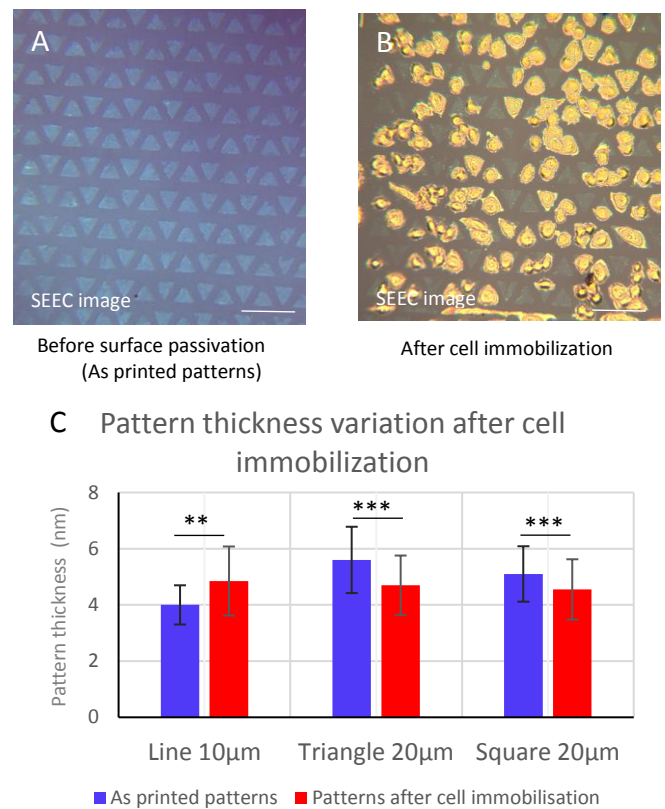 A
SEEC image
Before surface passivation
(As printed patterns)
B
SEEC image
After cell immobilization
C Pattern thickness variation after cell
immobilization
Pattern thickness (nm)
8
6
4
2
0
**
***
***
Line 10µm Triangle 20µm Square 20µm
As printed patterns Patterns after cell immobilisation